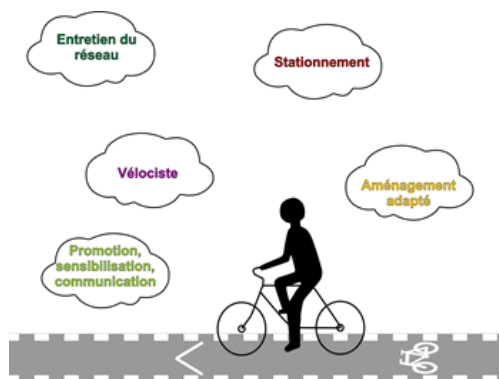 Entretien du
réseau
Stationnement
Vélociste
Aménagement
adapté
Promotion,
sensibilisation,
communication